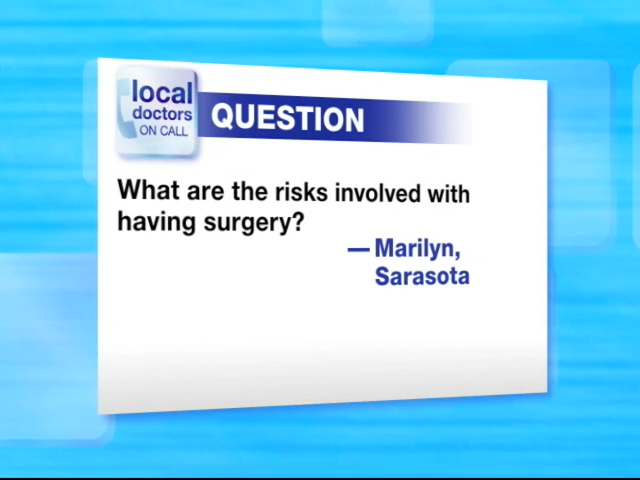 local
doctors
ON CALL
QUESTION
What are the risks involved with
having surgery?
— Marilyn,
Sarasota